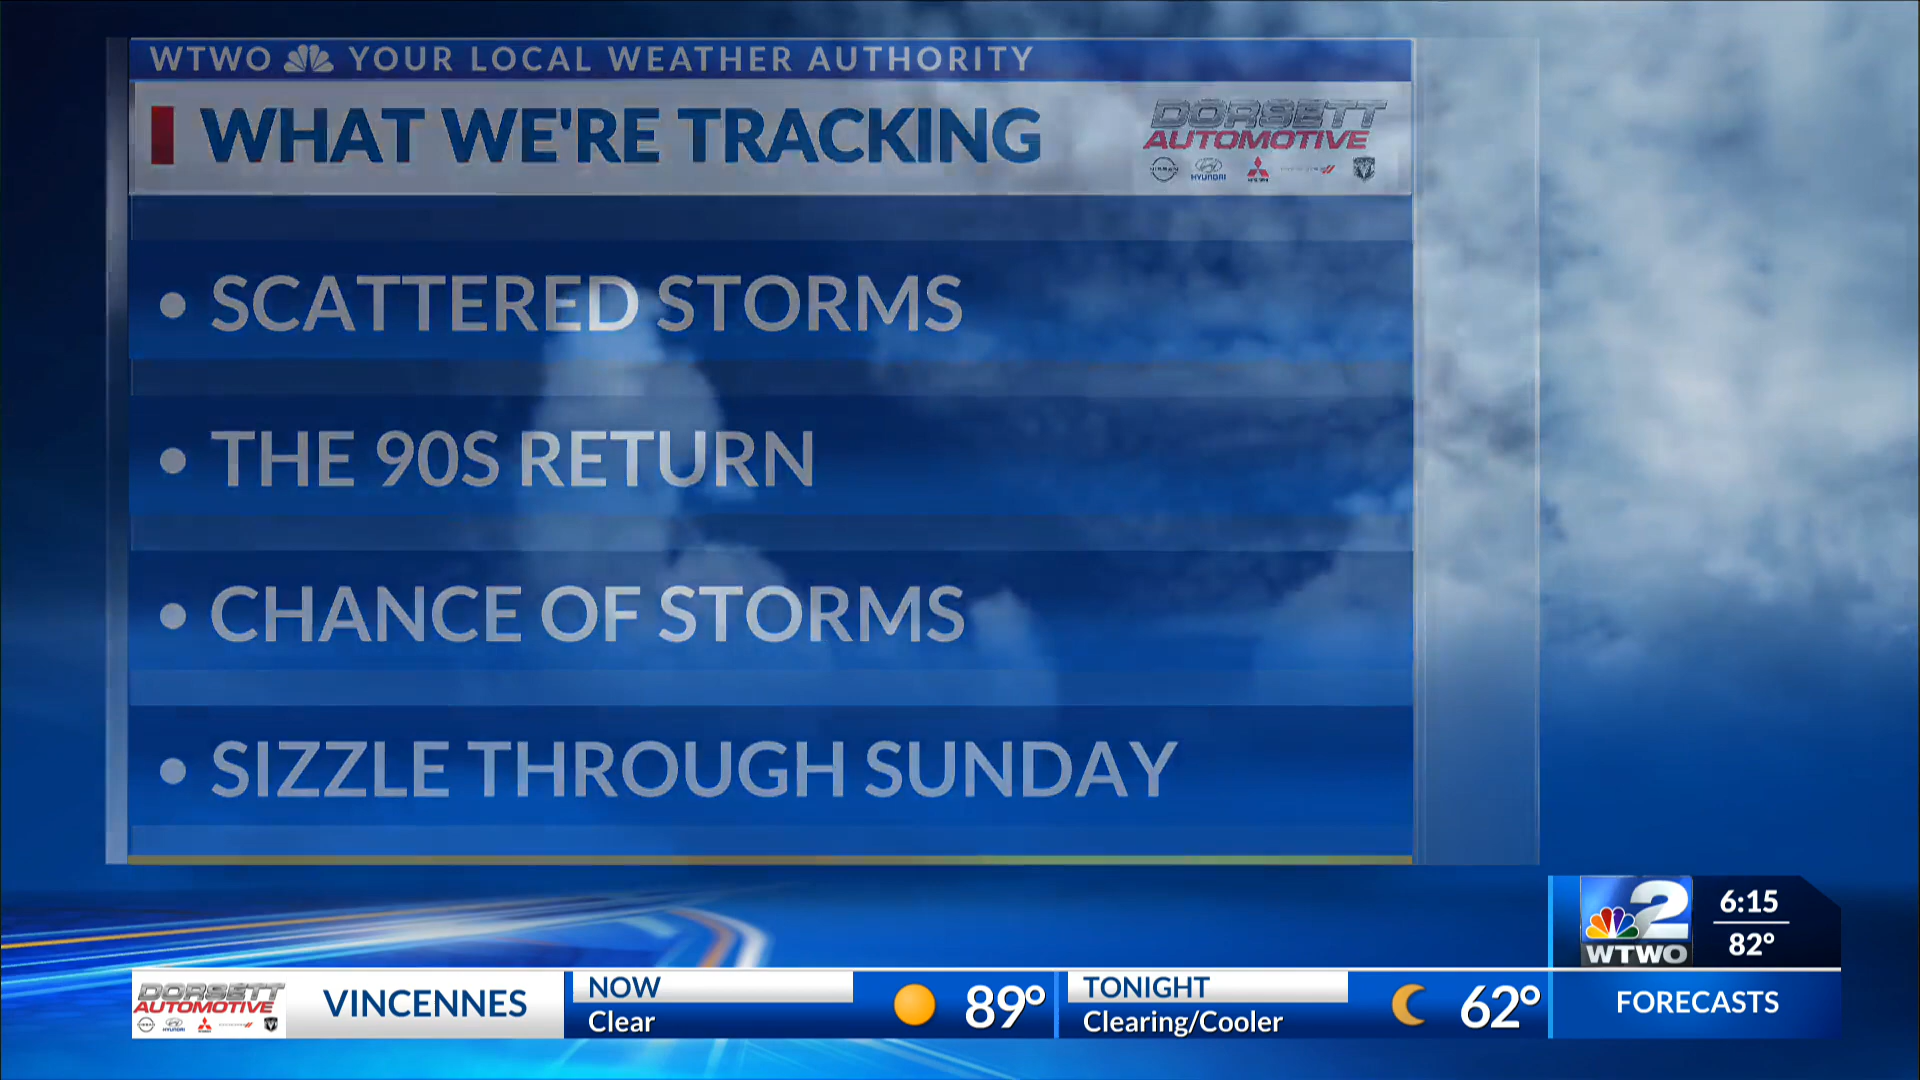 WTWO YOUR LOCAL WEATHER AUTHORITY
WHAT WE'RE TRACKING
DORSETT
AUTOMOTIVE
NISSAN HYUNDAI
• SCATTERED STORMS
• THE 90S RETURN
• CHANCE OF STORMS
• SIZZLE THROUGH SUNDAY
2
WTWO
6:15
82°
DORSETT
AUTOMOTIVE
VINCENNES
NOW
Clear
89°
TONIGHT
Clearing/Cooler
62°
FORECASTS